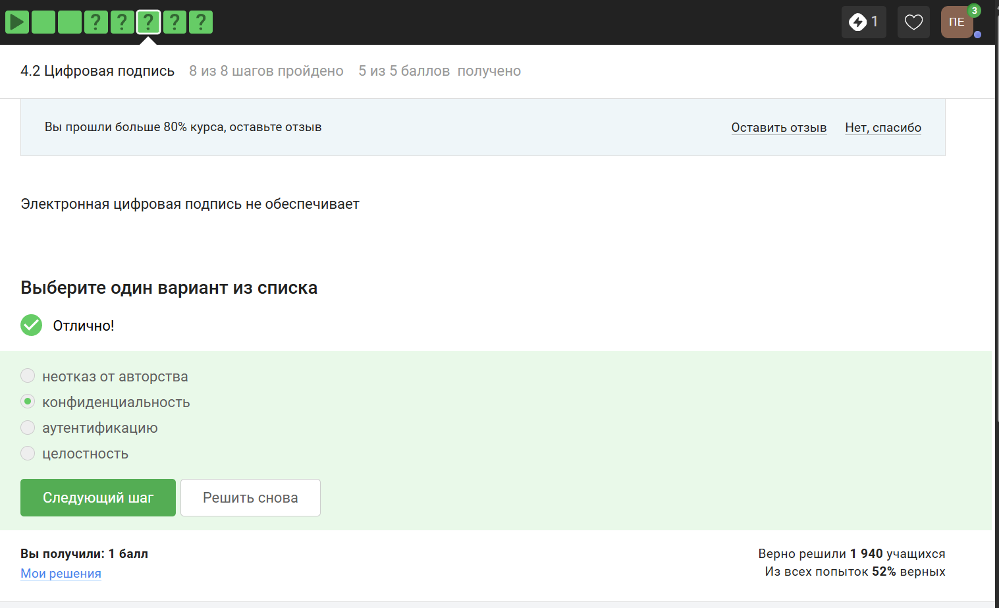 ? ? ? ? ?
1
ПЕ
3
4.2 Цифровая подпись 8 из 8 шагов пройдено 5 из 5 баллов получено
Вы прошли больше 80% курса, оставьте отзыв
Оставить отзыв Нет, спасибо
Электронная цифровая подпись не обеспечивает
Выберите один вариант из списка
Отлично!
неотказ от авторства
конфиденциальность
аутентификацию
целостность
Следующий шаг Решить снова
Вы получили: 1 балл
Мои решения
Верно решили 1 940 учащихся
Из всех попыток 52% верных